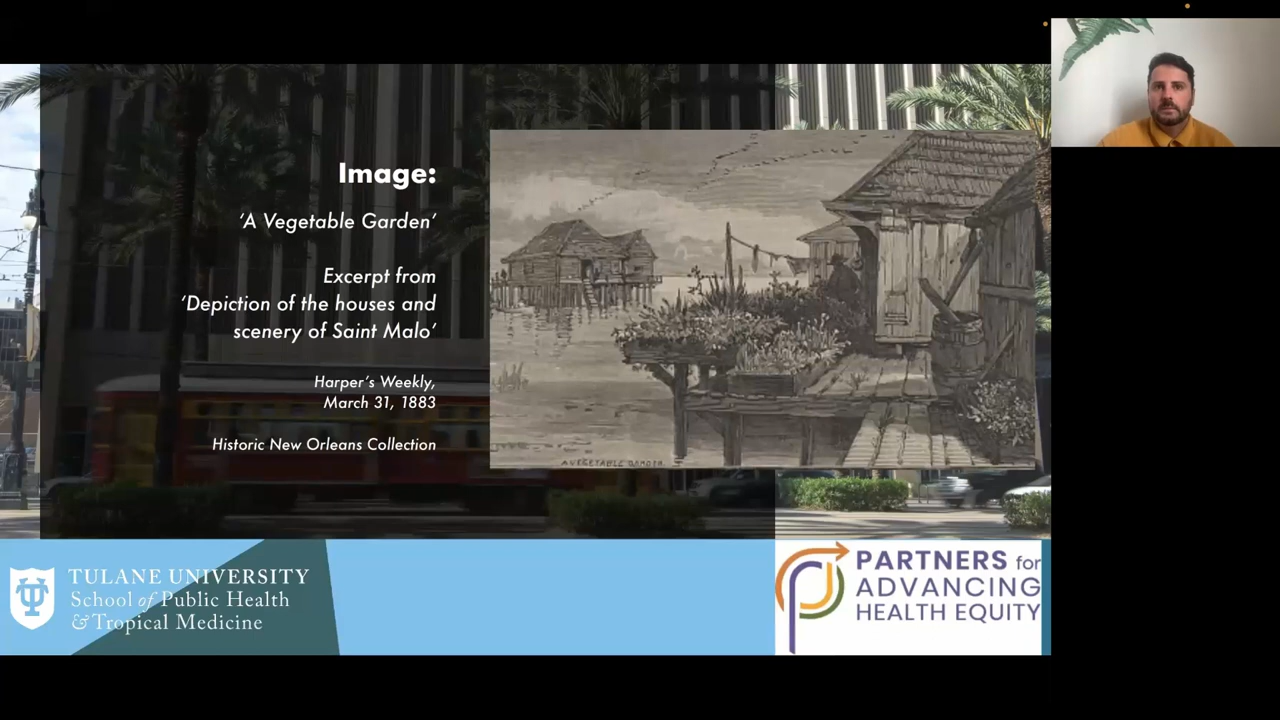 Image:
‘A Vegetable Garden’
Excerpt from
‘Depiction of the houses and
scenery of Saint Malo’
Harper’s Weekly,
March 31, 1883
Historic New Orleans Collection
A VEGETABLE GARDEN.
TULANE UNIVERSITY
School of Public Health
& Tropical Medicine
PARTNERS for
ADVANCING
HEALTH EQUITY